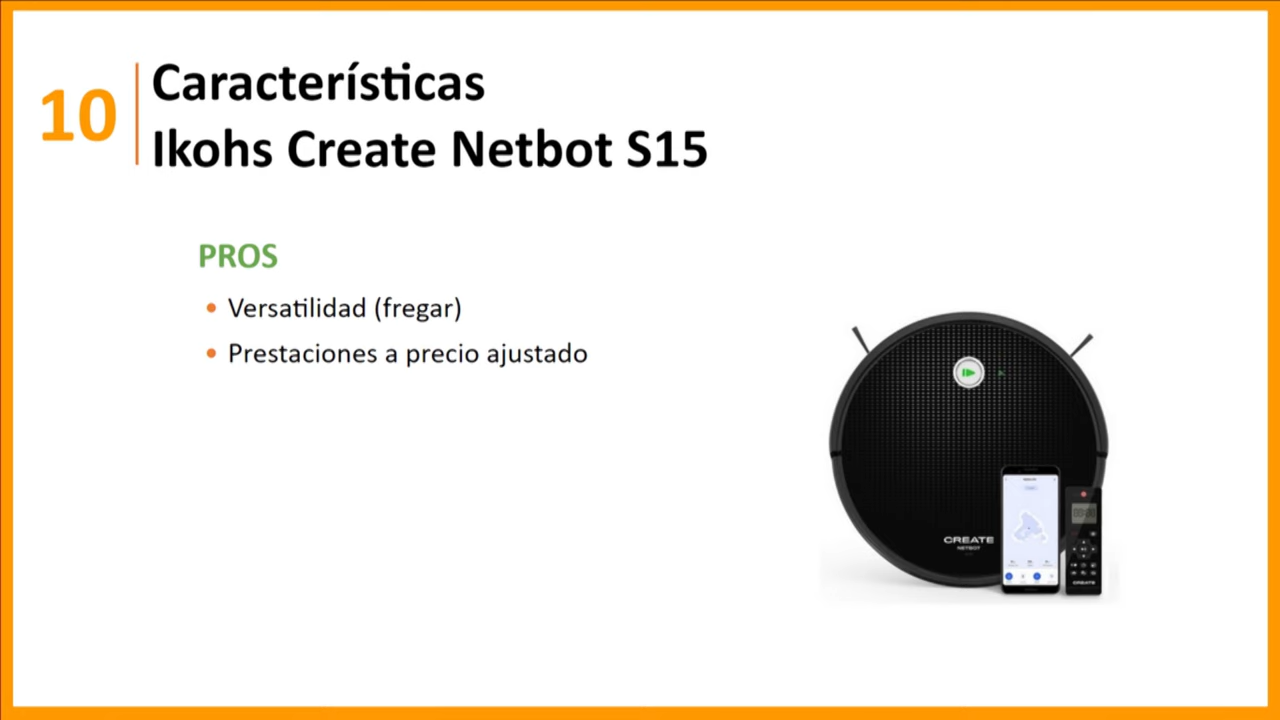 10
Características
Ikohs Create Netbot S15
PROS
• Versatilidad (fregar)
• Prestaciones a precio ajustado
CREATE
NETBOT
CREATE